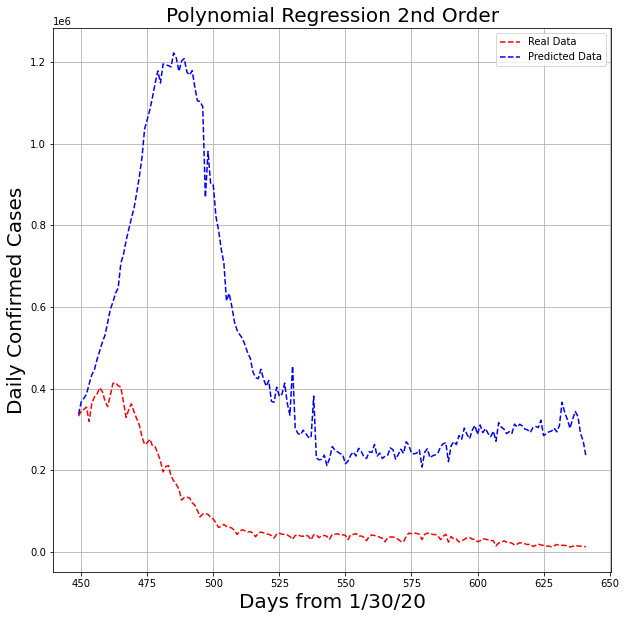 Polynomial Regression 2nd Order
1e6
Real Data
Predicted Data
1.2
1.0
0.8
0.6
0.4
0.2
0.0
Daily Confirmed Cases
450 475 500 525 550 575 600 625 650
Days from 1/30/20